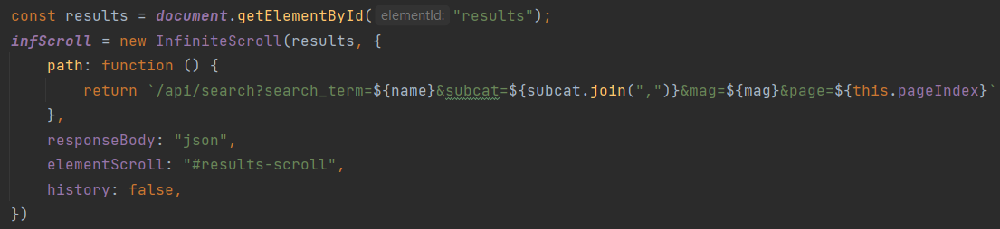 const results = document.getElementById( elementId: "results");
infScroll = new InfiniteScroll(results, {
    path: function () {
        return `/api/search?search_term=${name}&subcat=${subcat.join(",")}&mag=${mag}&page=${this.pageIndex}`
    },
    responseBody: "json",
    elementScroll: "#results-scroll",
    history: false,
})